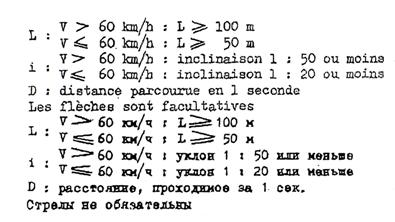 V > 60 km/h : L ⩾ 100 m
L :
V ⩽ 60 km/h : L ⩾ 50 m
V > 60 km/h : inclinaison 1 : 50 ou moins
i :
V ⩽ 60 km/h : inclinaison 1 : 20 ou moins
D : distance parcourue en 1 seconde
Les flèches sont facultatives
V > 60 км/ч : L ⩾ 100 м
L :
V ⩽ 60 км/ч : L ⩾ 50 м
V > 60 км/ч : уклон 1 : 50 или меньше
i :
V ⩽ 60 км/ч : уклон 1 : 20 или меньше
D : расстояние, проходимое за 1 сек.
Стрелы не обязательны